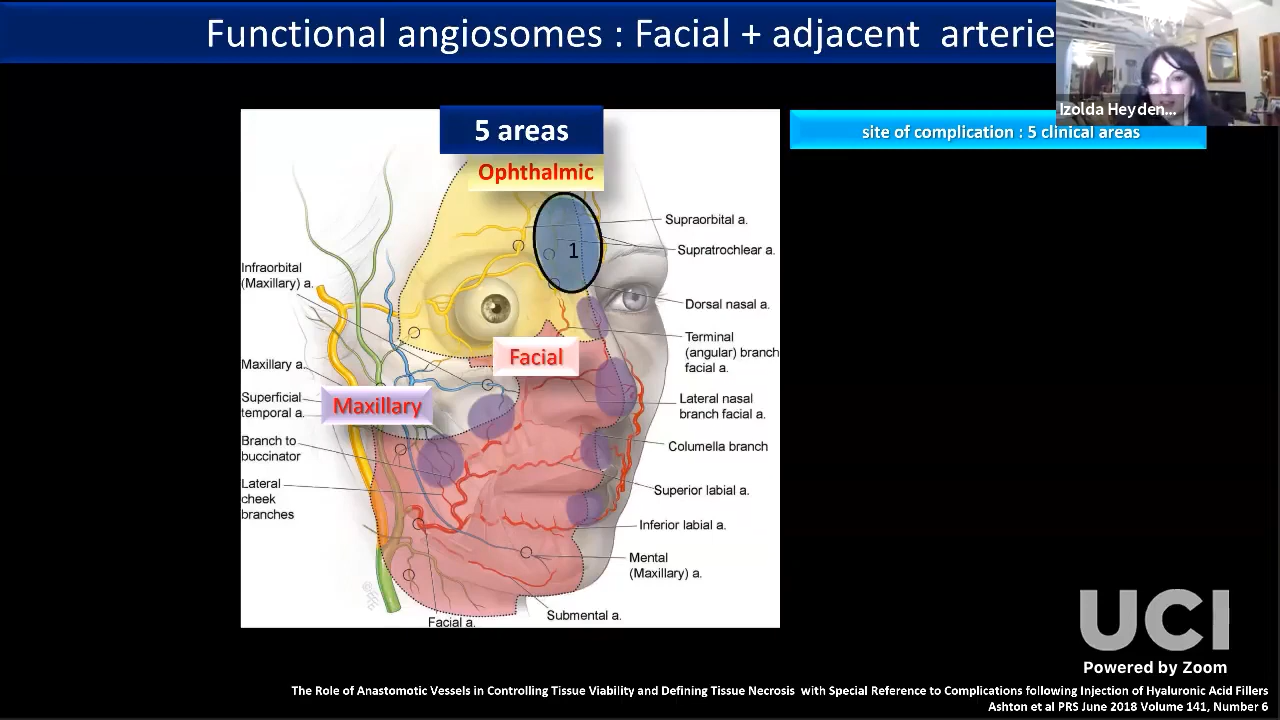 Functional angiosomes : Facial + adjacent arterie
Izolda Heyden...
5 areas
site of complication : 5 clinical areas
Ophthalmic
Supraorbital a.
1
Supratrochlear a.
Infraorbital
(Maxillary) a.
Dorsal nasal a.
Terminal
(angular) branch
facial a.
Facial
Maxillary a.
Maxillary
Superficial
temporal a.
Lateral nasal
branch facial a.
Branch to
buccinator
Columella branch
Lateral
cheek
branches
Superior labial a.
Inferior labial a.
Mental
(Maxillary) a.
Submental a.
Facial a.
UCI
Powered by Zoom
The Role of Anastomotic Vessels in Controlling Tissue Viability and Defining Tissue Necrosis with Special Reference to Complications following Injection of Hyaluronic Acid Fillers
Ashton et al PRS June 2018 Volume 141, Number 6